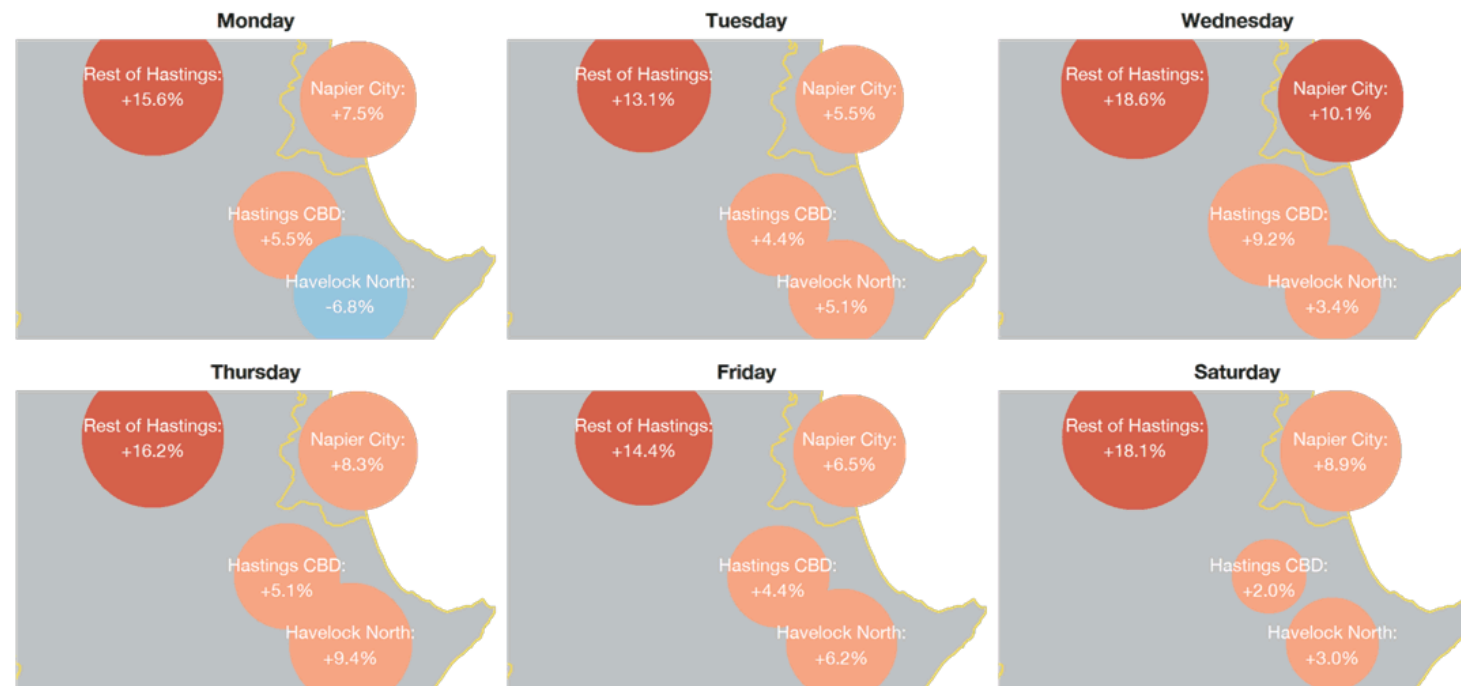 Monday
Rest of Hastings:
+15.6%
Napier City:
+7.5%
Hastings CBD:
+5.5%
Havelock North:
-6.8%
Tuesday
Rest of Hastings:
+13.1%
Napier City:
+5.5%
Hastings CBD:
+4.4%
Havelock North:
+5.1%
Wednesday
Rest of Hastings:
+18.6%
Napier City:
+10.1%
Hastings CBD:
+9.2%
Havelock North:
+3.4%
Thursday
Rest of Hastings:
+16.2%
Napier City:
+8.3%
Hastings CBD:
+5.1%
Havelock North:
+9.4%
Friday
Rest of Hastings:
+14.4%
Napier City:
+6.5%
Hastings CBD:
+4.4%
Havelock North:
+6.2%
Saturday
Rest of Hastings:
+18.1%
Napier City:
+8.9%
Hastings CBD:
+2.0%
Havelock North:
+3.0%